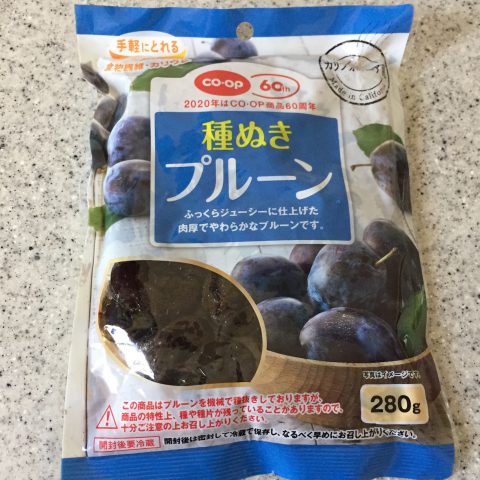 手軽にとれる
食物繊維・カリウム
CO・OP 60th
2020年はCO・OP商品60周年
種ぬき
プルーン
ふっくらジューシーに仕上げた
肉厚でやわらかなプルーンです。
Made in California
写真はイメージです。
280g
この商品はプルーンを機械で種抜きしておりますが、
商品の特性上、種や種片が残っていることがありますので、
十分ご注意の上お召し上がりください
開封後要冷蔵 開封後は密封して冷蔵で保存し、なるべく早めにお召し上がりください。